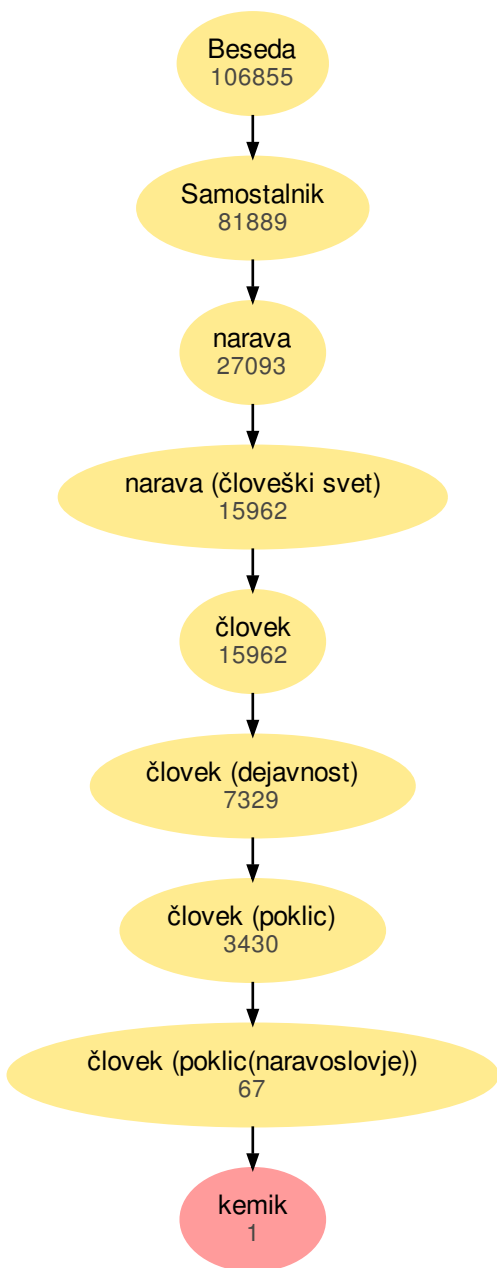 Beseda
106855
Samostalnik
81889
narava
27093
narava (človeški svet)
15962
človek
15962
človek (dejavnost)
7329
človek (poklic)
3430
človek (poklic(naravoslovje))
67
kemik
1